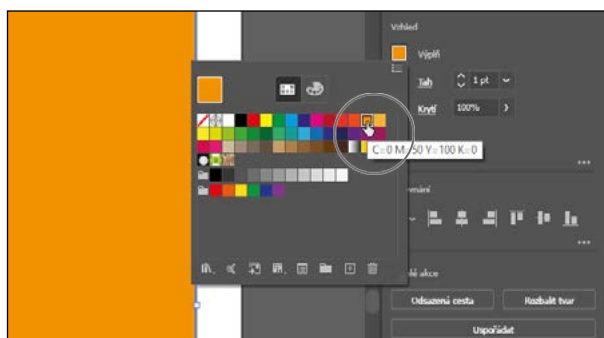 Vzhled
Výplň
Tah
1 pt
Krytí
100%
C=0 M=50 Y=100 K=0
Odsazená cesta
Rozbalit tvar
Uspořádat